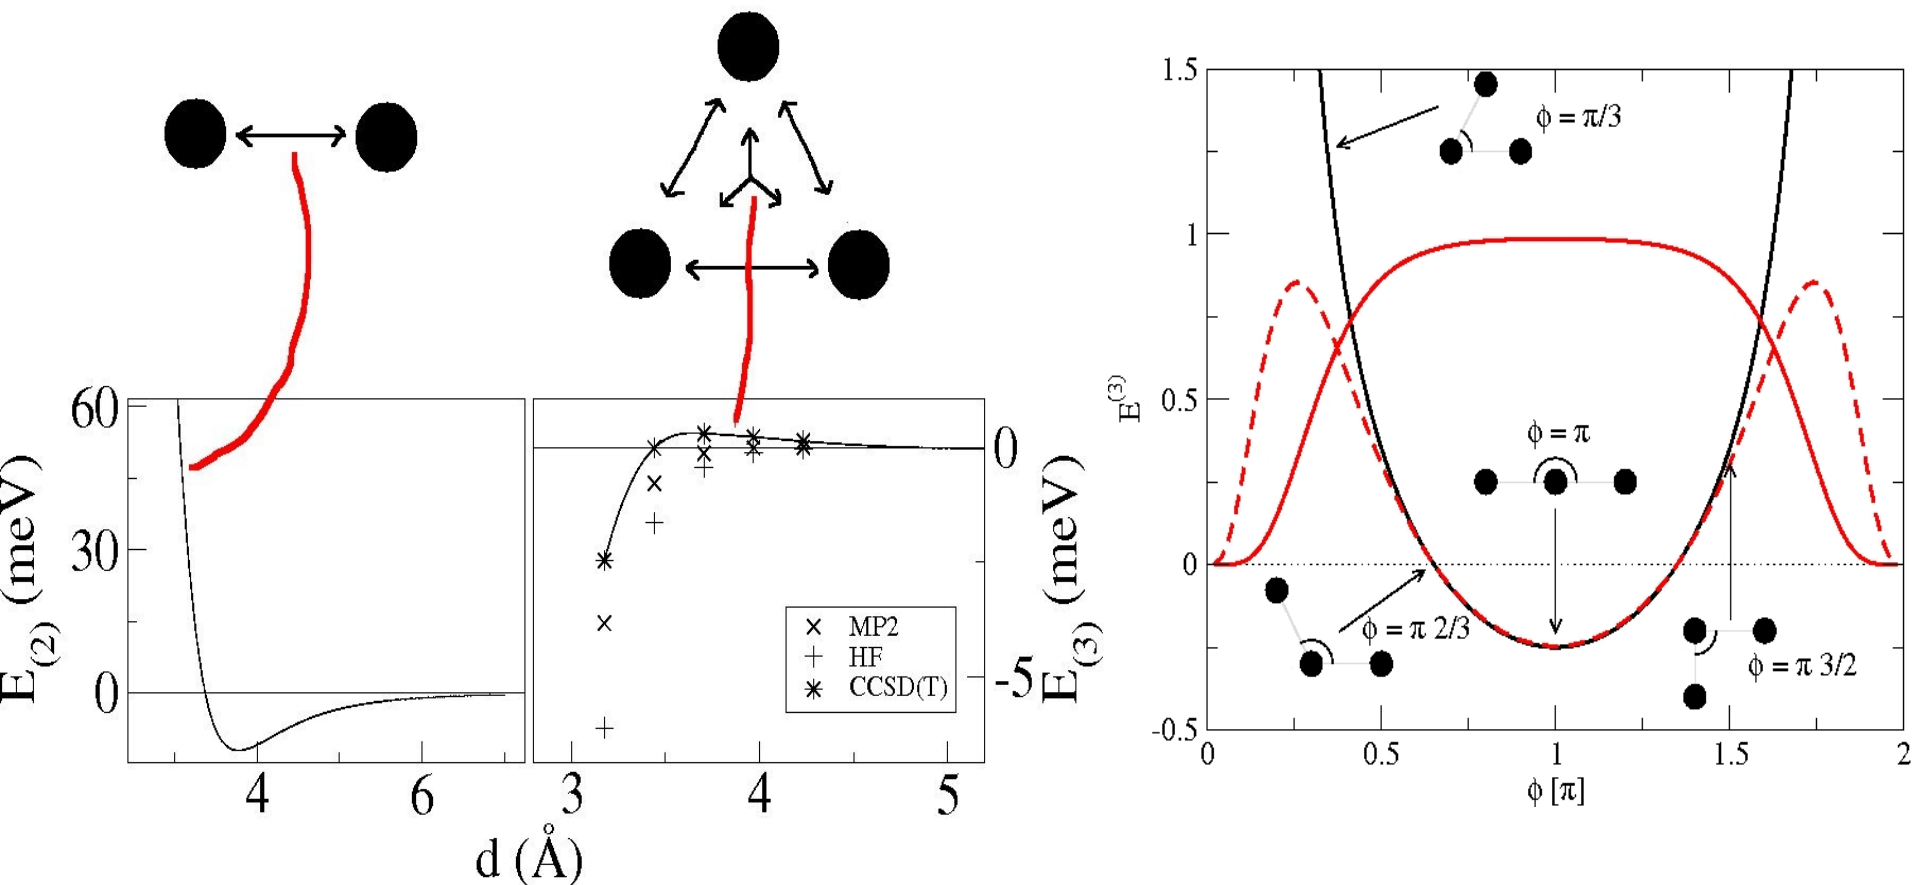 60
30
0
E(2) (meV)
4
6
0
-5
E(3) (meV)
× MP2
+ HF
* CCSD(T)
3
4
5
d (Å)
1.5
1
0.5
0
-0.5
E(3)
ϕ = π/3
ϕ = π
ϕ = π 2/3
ϕ = π 3/2
0
0.5
1
1.5
2
ϕ [π]